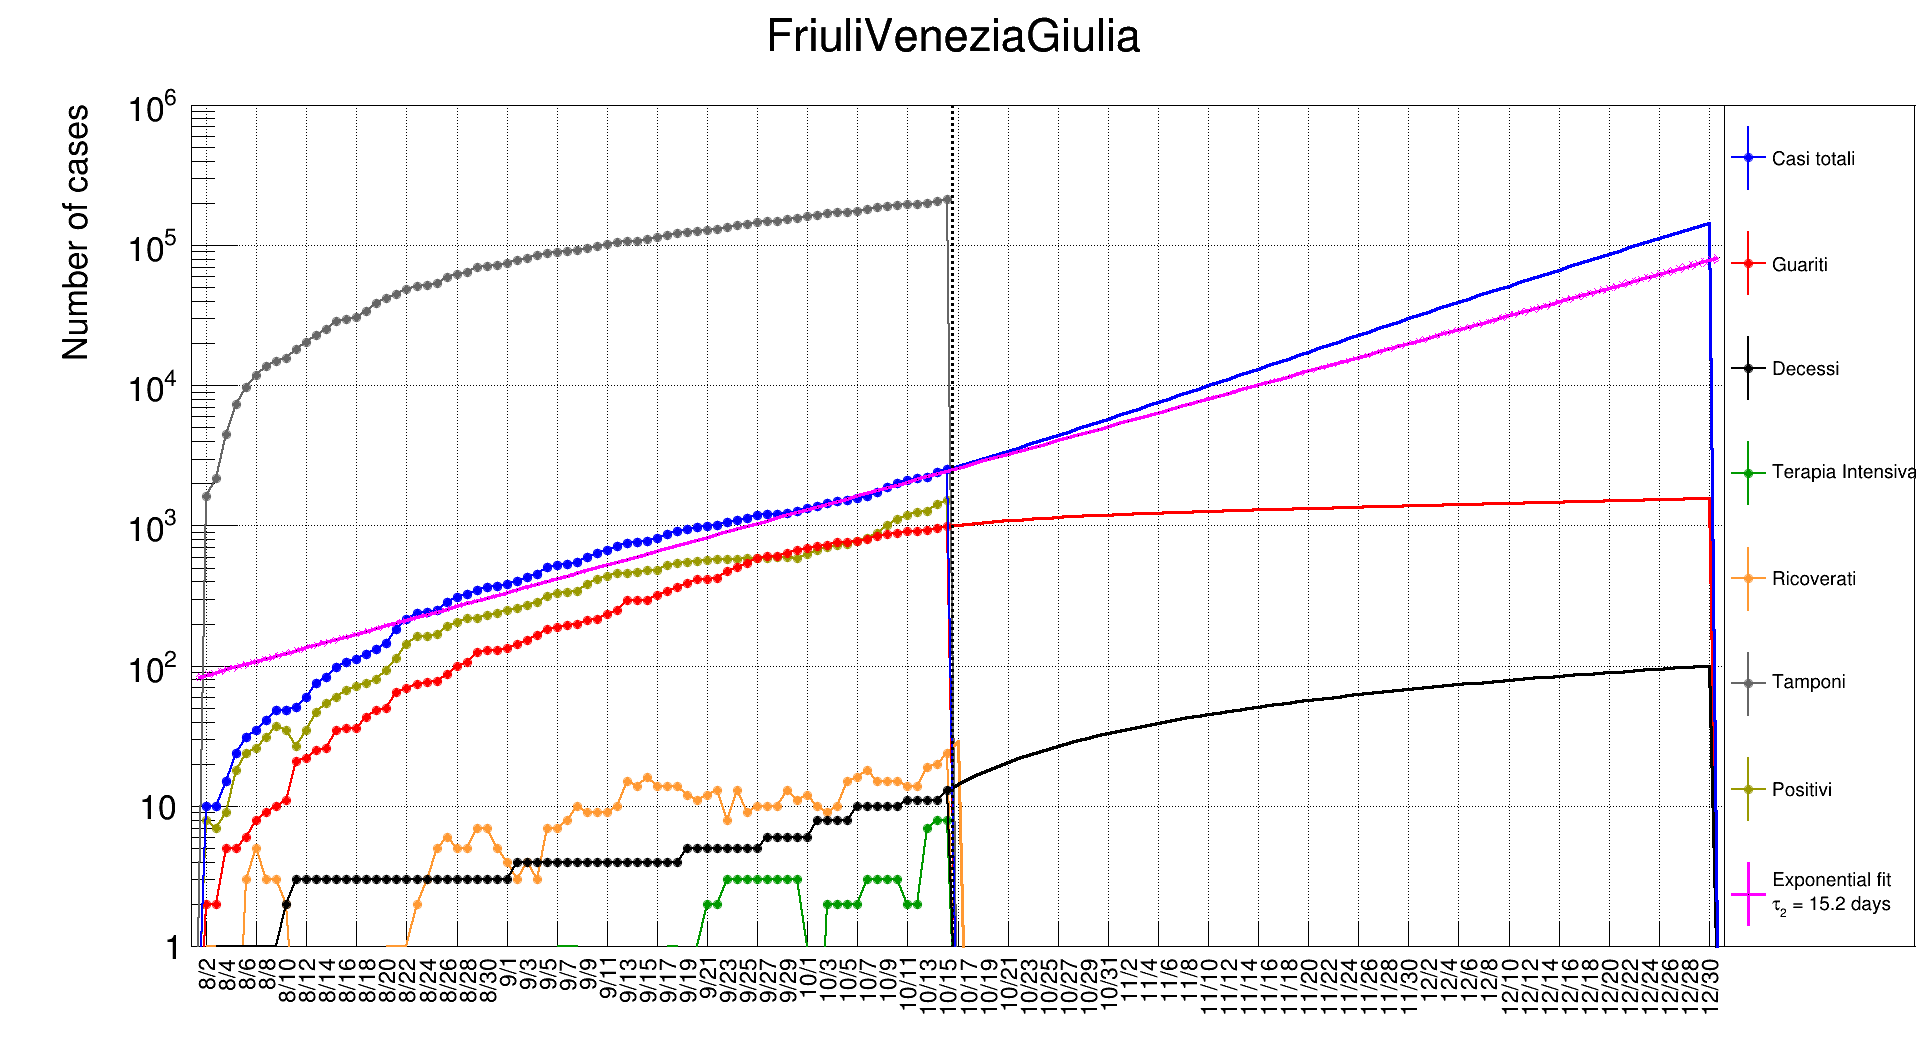 FriuliVeneziaGiulia
Number of cases
10^6
10^5
10^4
10^3
10^2
10
1
8/2 8/4 8/6 8/8 8/10 8/12 8/14 8/16 8/18 8/20 8/22 8/24 8/26 8/28 8/30 9/1 9/3 9/5 9/7 9/9 9/11 9/13 9/15 9/17 9/19 9/21 9/23 9/25 9/27 9/29 10/1 10/3 10/5 10/7 10/9 10/11 10/13 10/15 10/17 10/19 10/21 10/23 10/25 10/27 10/29 10/31 11/2 11/4 11/6 11/8 11/10 11/12 11/14 11/16 11/18 11/20 11/22 11/24 11/26 11/28 11/30 12/2 12/4 12/6 12/8 12/10 12/12 12/14 12/16 12/18 12/20 12/22 12/24 12/26 12/28 12/30
Casi totali
Guariti
Decessi
Terapia Intensiva
Ricoverati
Tamponi
Positivi
Exponential fit
τ₂ = 15.2 days